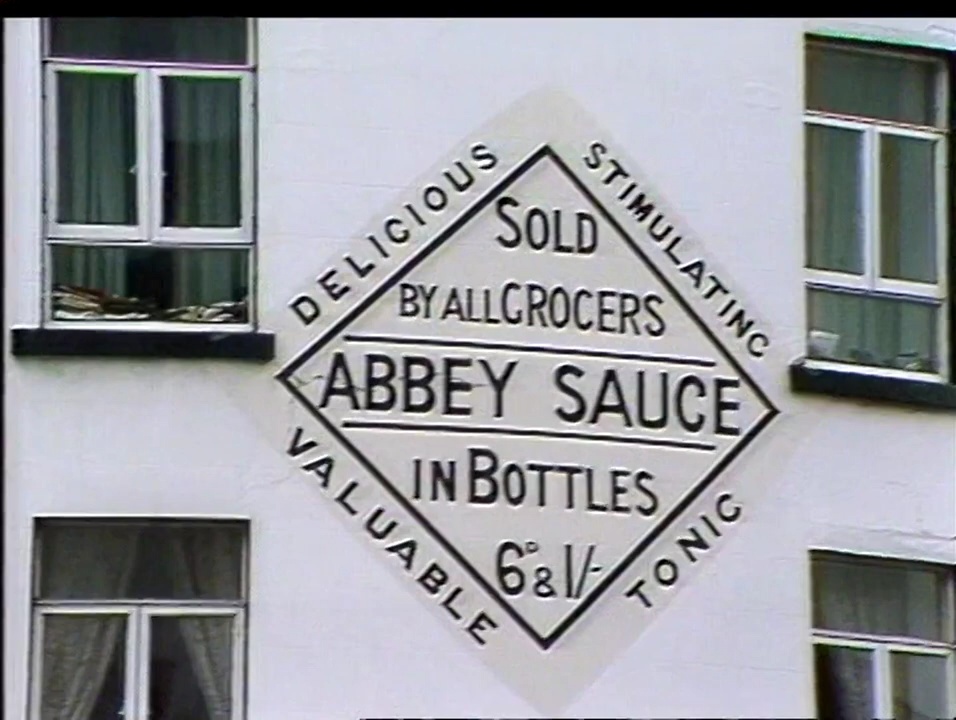 DELICIOUS
STIMULATING
SOLD
BY ALL GROCERS
ABBEY SAUCE
IN BOTTLES
6D & 1/-
VALUABLE
TONIC